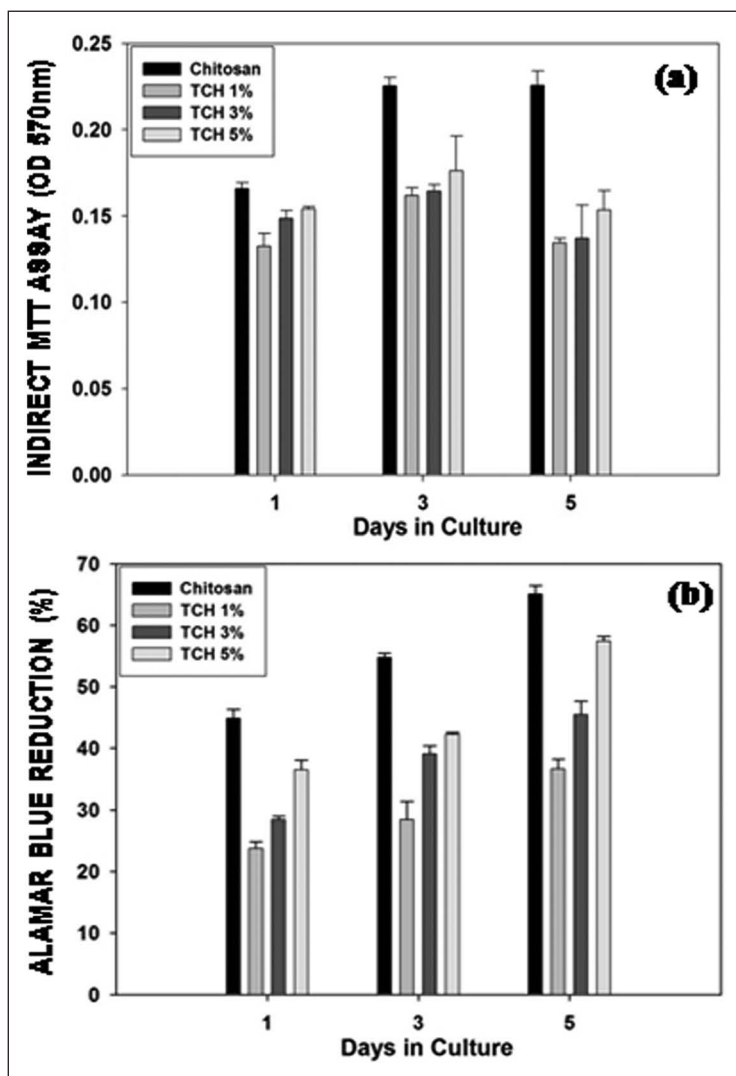 0.25
0.20
0.15
0.10
0.05
0.00
INDIRECT MTT ASSAY (OD 570nm)
Chitosan
TCH 1%
TCH 3%
TCH 5%
(a)
1 3 5
Days in Culture
70
60
50
40
30
20
10
0
ALAMAR BLUE REDUCTION (%)
Chitosan
TCH 1%
TCH 3%
TCH 5%
(b)
1 3 5
Days in Culture